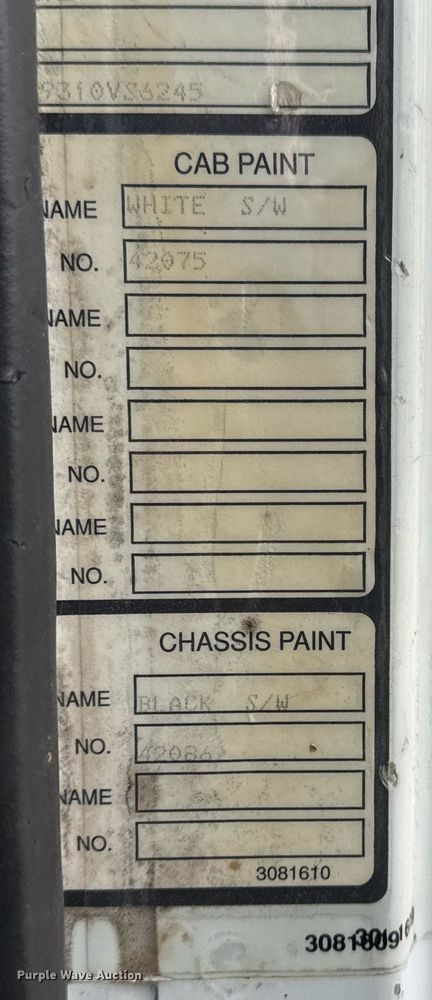 9310VS6245
CAB PAINT
NAME WHITE S/W
NO. 42075
NAME
NO.
NAME
NO.
NAME
NO.
CHASSIS PAINT
NAME BLACK S/W
NO. 42086
NAME
NO.
3081610
Purple Wave Auction